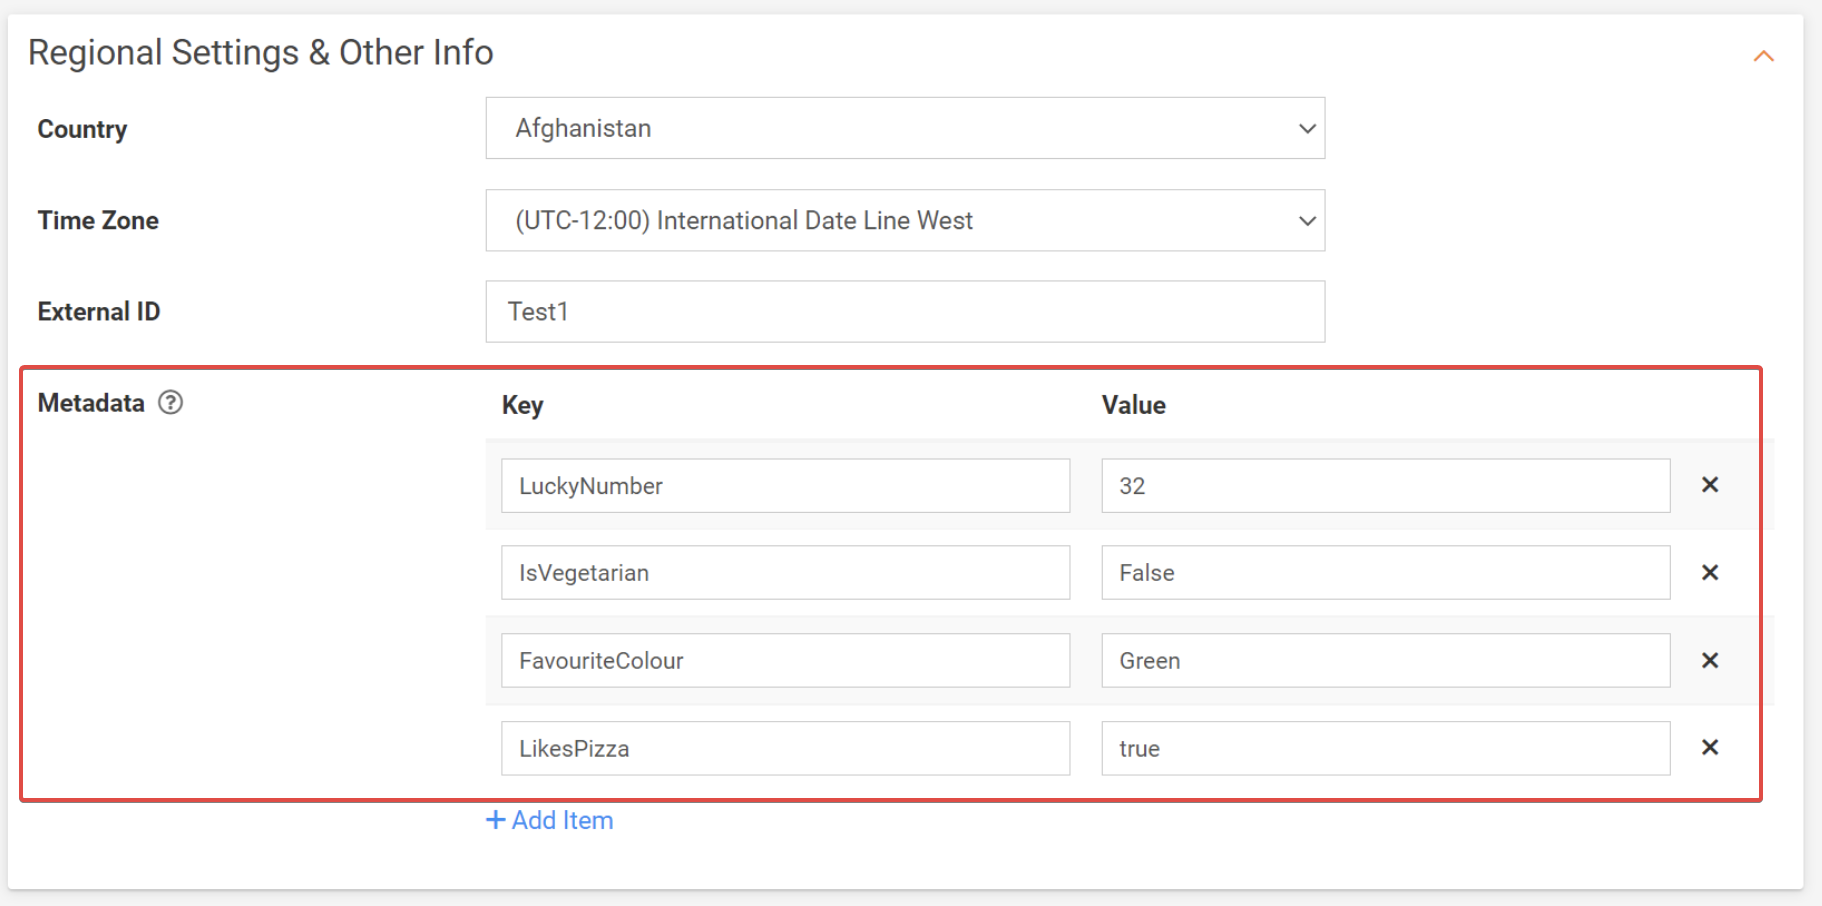 Regional Settings & Other Info
Country
Afghanistan
Time Zone
(UTC-12:00) International Date Line West
External ID
Test1
Metadata ?
Key Value
LuckyNumber 32
IsVegetarian False
FavouriteColour Green
LikesPizza true
+ Add Item